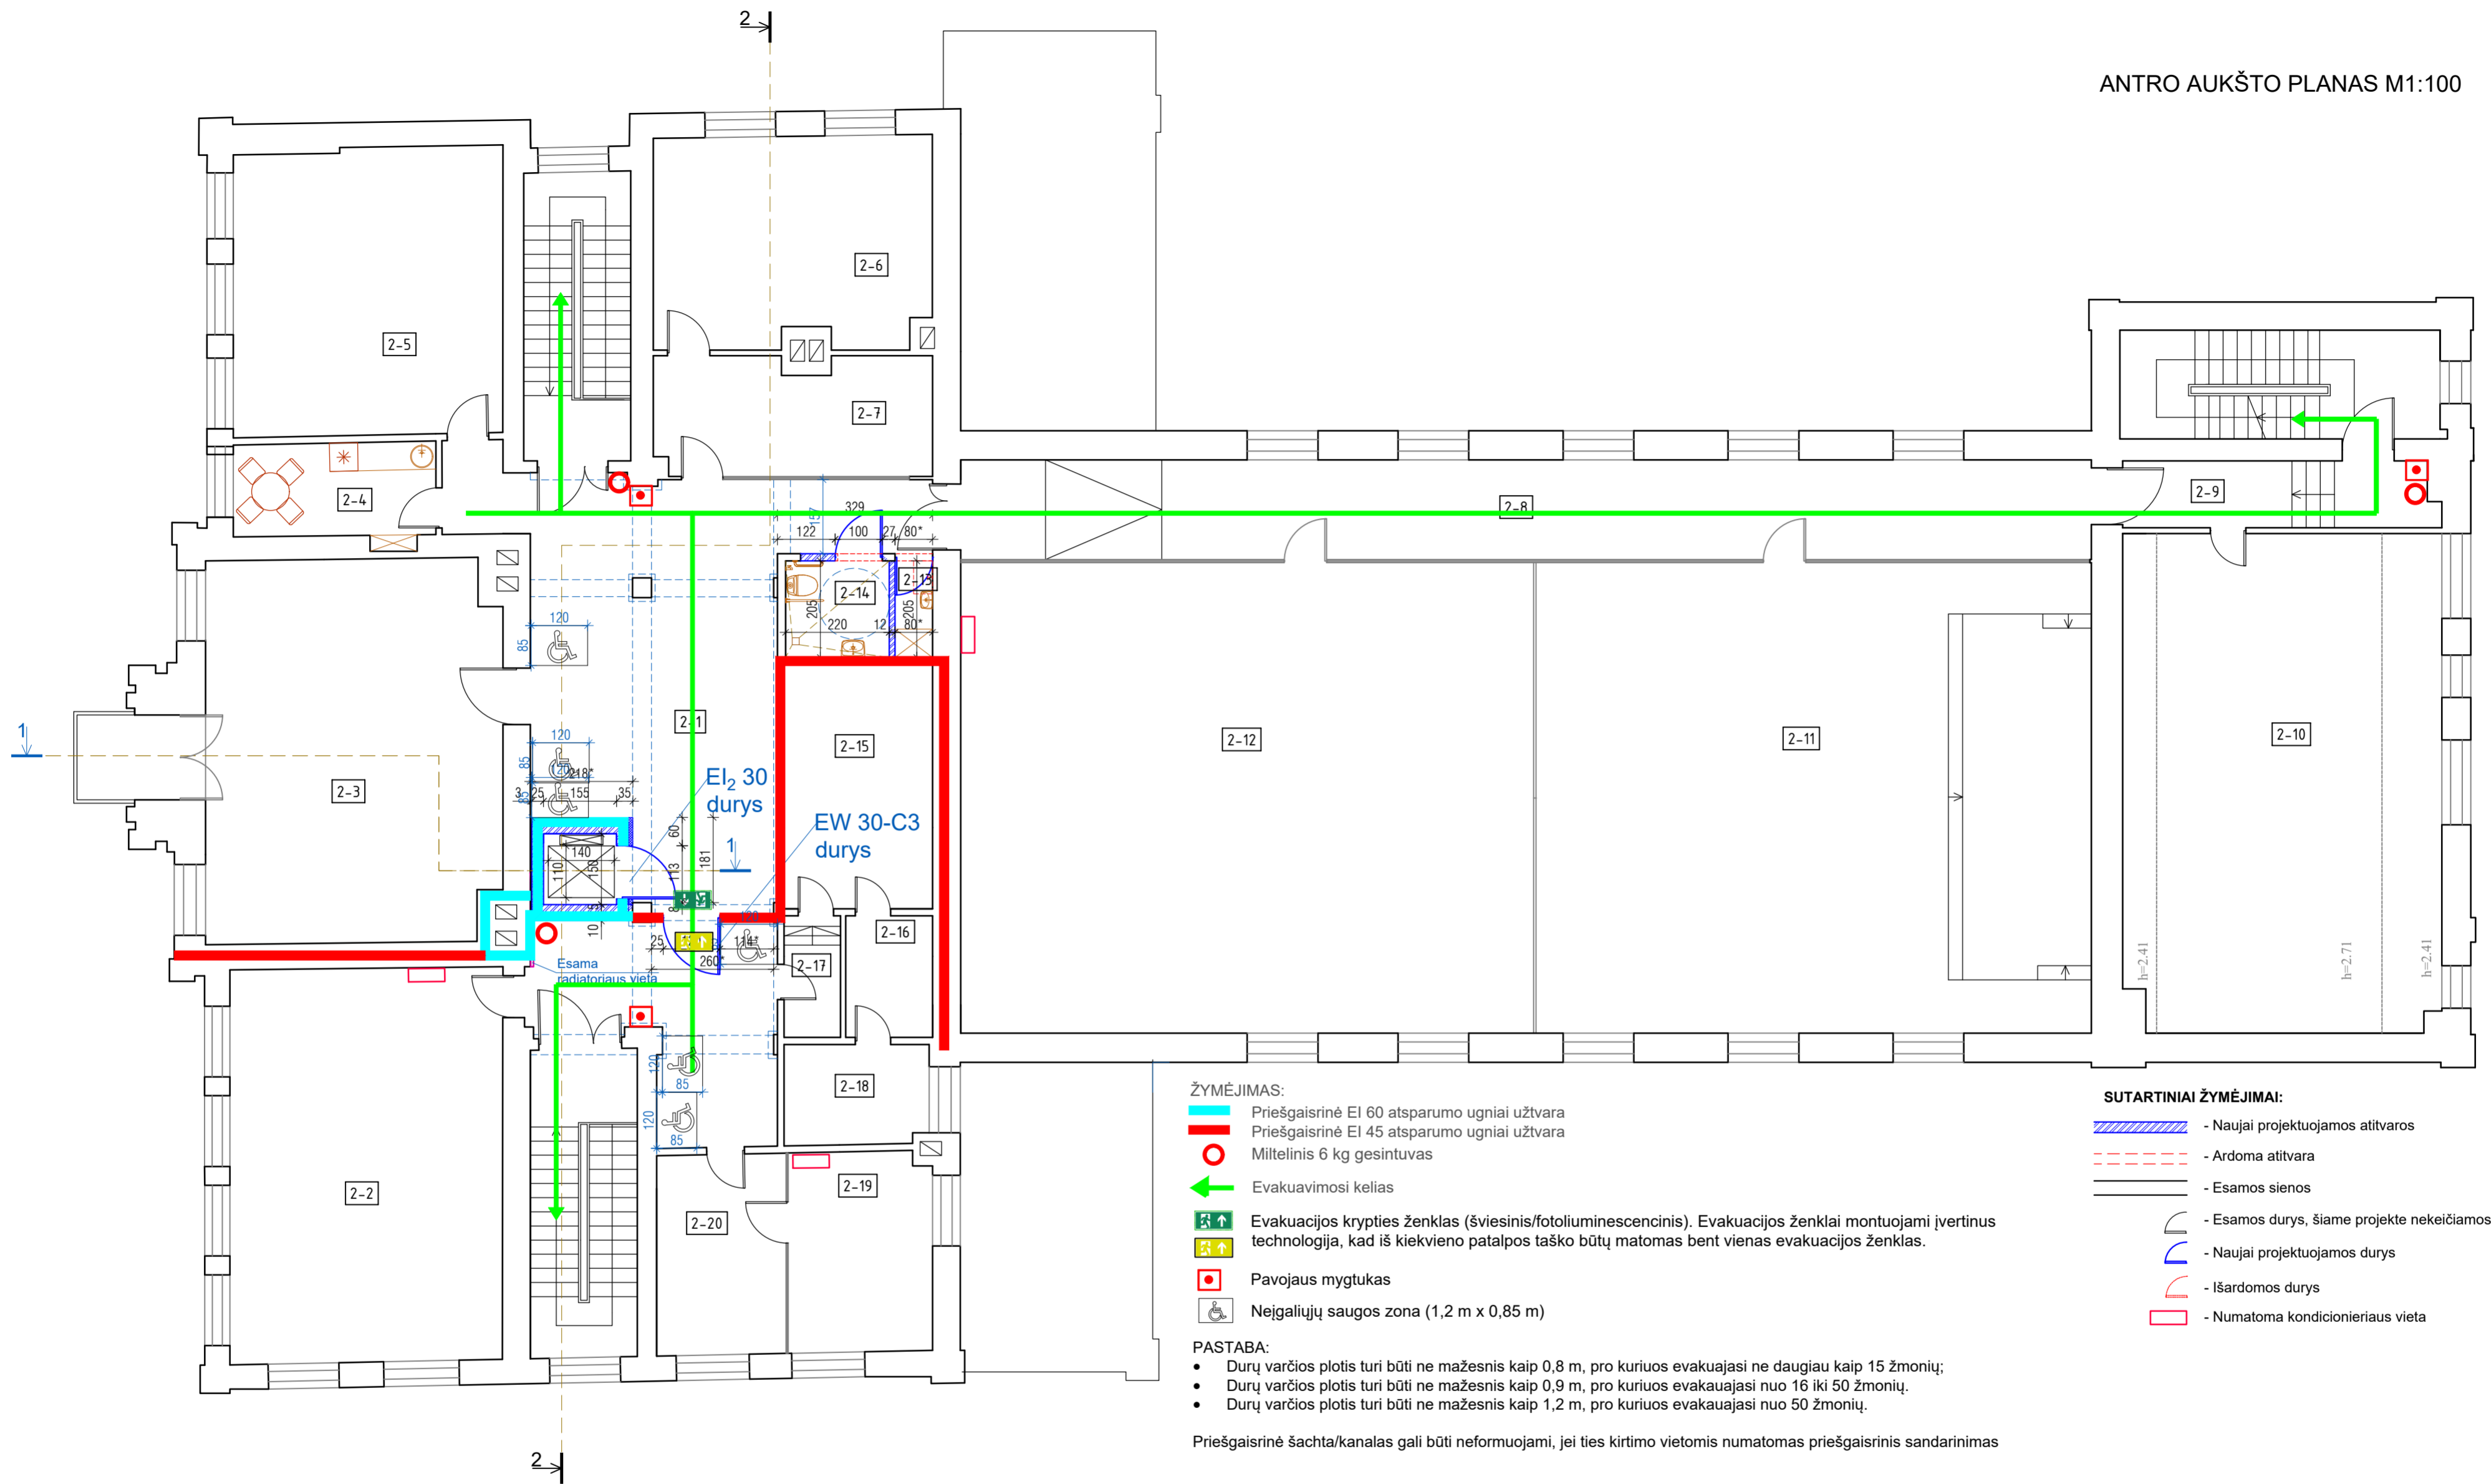 2
ANTRO AUKŠTO PLANAS M1:100
2-6
2-5
2-7
2-4
2-8
2-9
329
157
122
100
27
80*
2-13
2-14
205
205
220
12
80*
120
85
2-1
2-15
2-12
2-11
2-10
1
120
85
120
218*
2-3
85
3
25
155
35
EI₂ 30
durys
EW 30-C3
durys
60
181
113
1
140
110
150
8
10
5
25
114*
260*
2-16
2-17
Esama
radiatoriaus vieta
h=2.41
h=2.71
h=2.41
120
85
2-18
120
85
2-2
2-20
2-19
2
ŽYMĖJIMAS:
Priešgaisrinė EI 60 atsparumo ugniai užtvara
Priešgaisrinė EI 45 atsparumo ugniai užtvara
Miltelinis 6 kg gesintuvas
Evakuavimosi kelias
Evakuacijos krypties ženklas (šviesinis/fotoliuminescencinis). Evakuacijos ženklai montuojami įvertinus
technologija, kad iš kiekvieno patalpos taško būtų matomas bent vienas evakuacijos ženklas.
Pavojaus mygtukas
Neįgaliųjų saugos zona (1,2 m x 0,85 m)
PASTABA:
• Durų varčios plotis turi būti ne mažesnis kaip 0,8 m, pro kuriuos evakuajasi ne daugiau kaip 15 žmonių;
• Durų varčios plotis turi būti ne mažesnis kaip 0,9 m, pro kuriuos evakauajasi nuo 16 iki 50 žmonių.
• Durų varčios plotis turi būti ne mažesnis kaip 1,2 m, pro kuriuos evakauajasi nuo 50 žmonių.
Priešgaisrinė šachta/kanalas gali būti neformuojami, jei ties kirtimo vietomis numatomas priešgaisrinis sandarinimas
SUTARTINIAI ŽYMĖJIMAI:
- Naujai projektuojamos atitvaros
- Ardoma atitvara
- Esamos sienos
- Esamos durys, šiame projekte nekeičiamos
- Naujai projektuojamos durys
- Išardomos durys
- Numatoma kondicionieriaus vieta